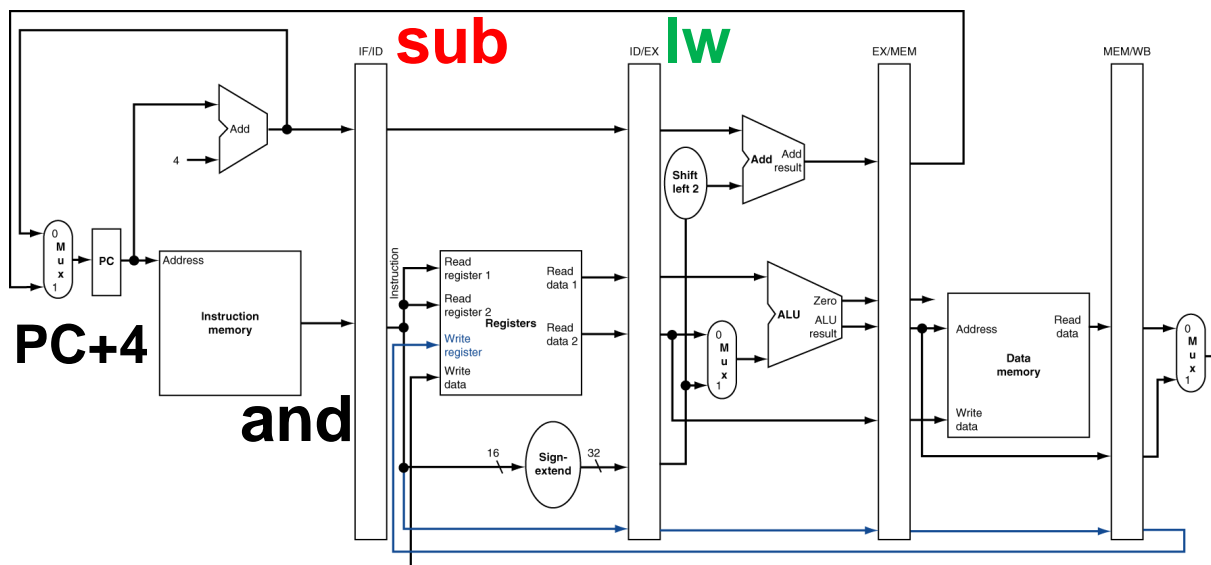 sub
lw
IF/ID
ID/EX
EX/MEM
MEM/WB
Add
4
Shift
left 2
Add
Add
result
0
M
u
x
1
PC
Address
Instruction
memory
Instruction
Read
register 1
Read
register 2
Registers
Write
register
Write
data
Read
data 1
Read
data 2
0
M
u
x
1
ALU
Zero
ALU
result
Address
Read
data
Data
memory
Write
data
0
M
u
x
1
PC+4
and
16
Sign-
extend
32